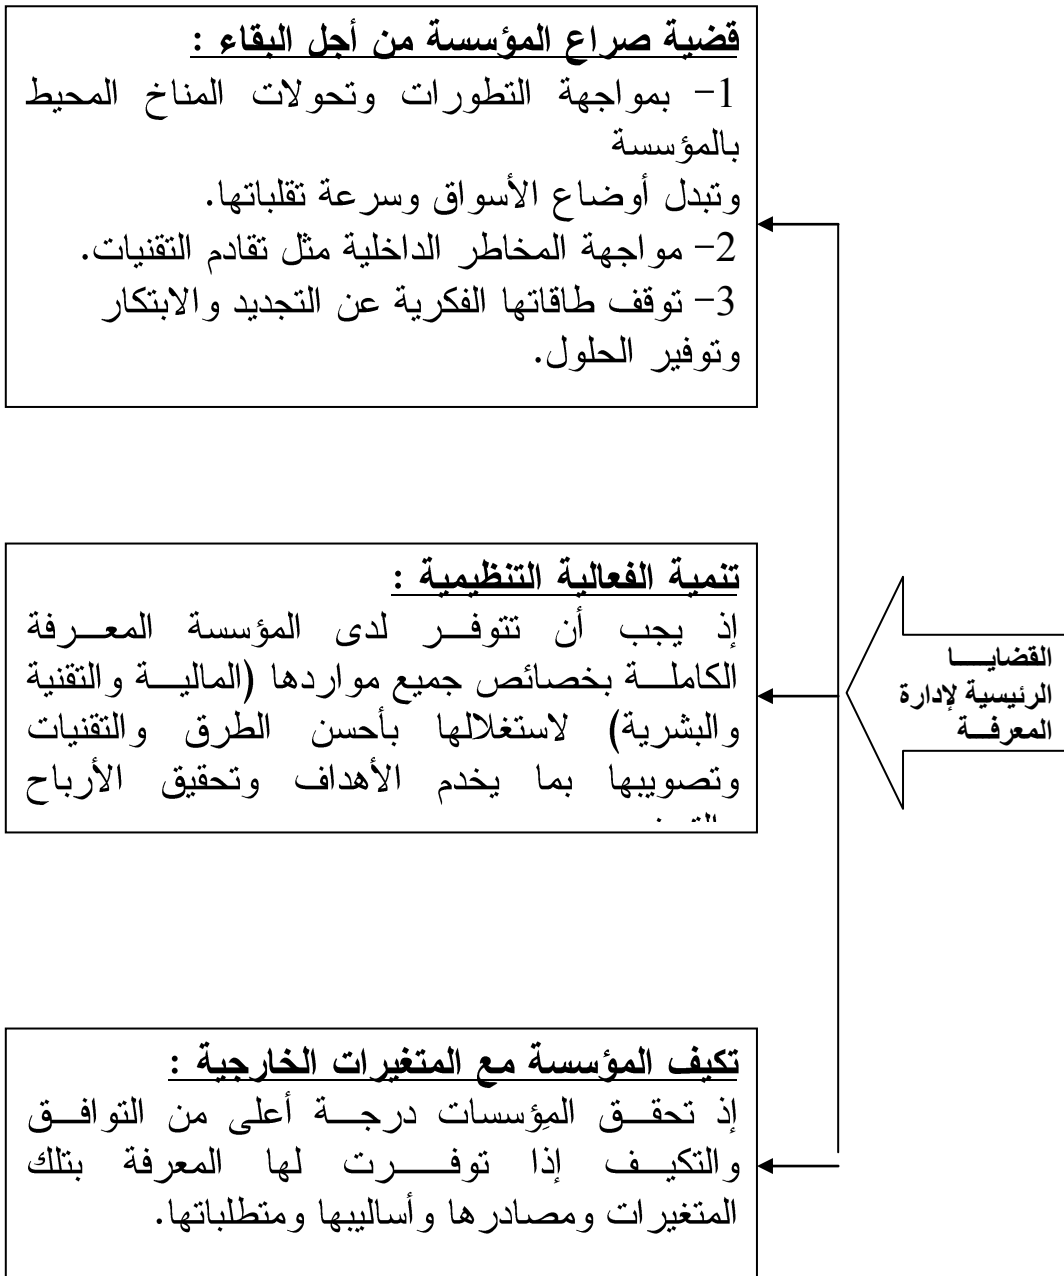 القضايا
الرئيسية لإدارة
المعرفة
قضية صراع المؤسسة من أجل البقاء :
1- بمواجهة التطورات وتحولات المناخ المحيط
بالمؤسسة
وتبدل أوضاع الأسواق وسرعة تقلباتها.
2- مواجهة المخاطر الداخلية مثل تقادم التقنيات.
3- توقف طاقاتها الفكرية عن التجديد والابتكار
وتوفير الحلول.
تنمية الفعالية التنظيمية :
إذ يجب أن تتوفر لدى المؤسسة المعرفة
الكاملة بخصائص جميع مواردها (المالية والتقنية
والبشرية) لاستغلالها بأحسن الطرق والتقنيات
وتصويبها بما يخدم الأهداف وتحقيق الأرباح
تكيف المؤسسة مع المتغيرات الخارجية :
إذ تحقق المؤسسات درجة أعلى من التوافق
والتكيف إذا توفرت لها المعرفة بتلك
المتغيرات ومصادرها وأساليبها ومتطلباتها.